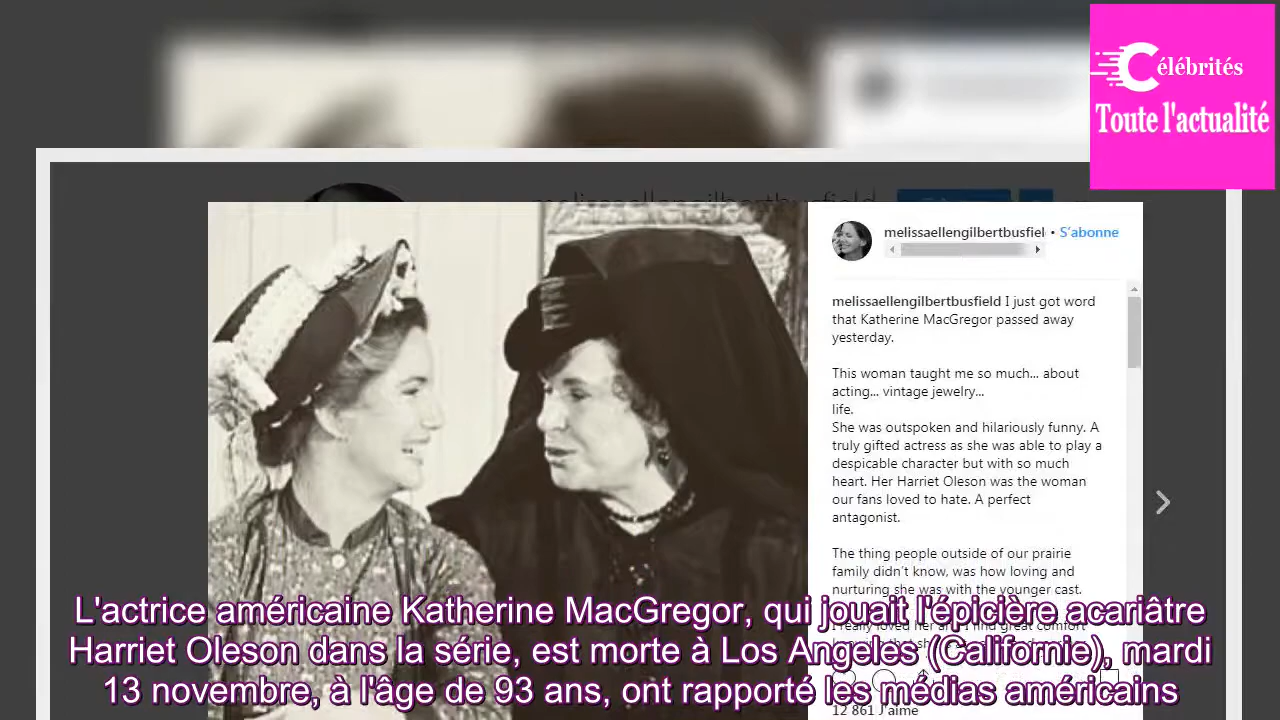 Célébrités
Toute l'actualité
melissaellengilbertbusfiel • S'abonne
melissaellengilbertbusfield I just got word
that Katherine MacGregor passed away
yesterday.
This woman taught me so much... about
acting... vintage jewelry...
life.
She was outspoken and hilariously funny. A
truly gifted actress as she was able to play a
despicable character but with so much
heart. Her Harriet Oleson was the woman
our fans loved to hate. A perfect
antagonist.
The thing people outside of our prairie
family didn't know, was how loving and
nurturing she was with the younger cast.
L'actrice américaine Katherine MacGregor, qui jouait l'épicière acariâtre
Harriet Oleson dans la série, est morte à Los Angeles (Californie), mardi
13 novembre, à l'âge de 93 ans, ont rapporté les médias américains
12 861 J'aime